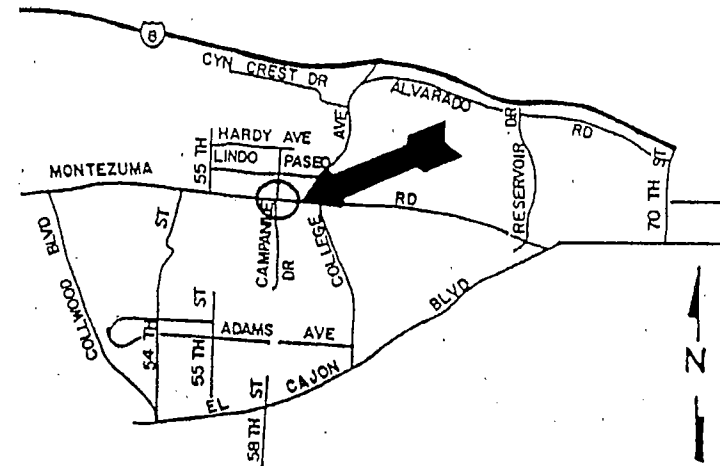 8
CYN CREST DR
ALVARADO RD
AVE
HARDY AVE
LINDO PASEO
55 TH
MONTEZUMA RD
RESERVOIR DR
70 TH ST
ST
COLLWOOD BLVD
CAMPANILE DR
COLLEGE
BLVD
54 TH
55 TH ST
ADAMS AVE
EL CAJON
58 TH ST
N